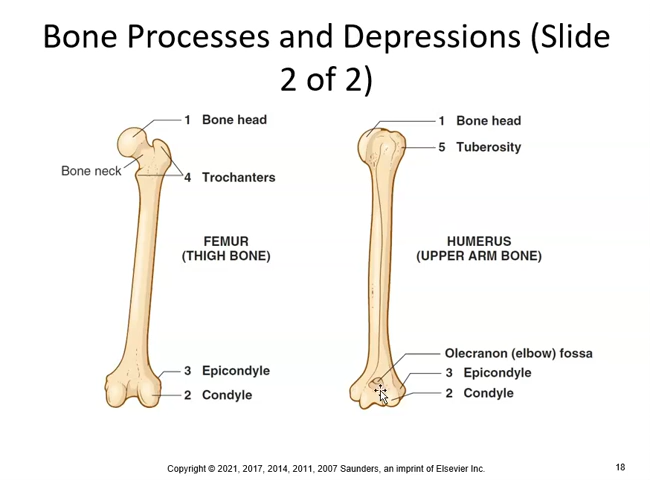 Bone Processes and Depressions (Slide
2 of 2)
1 Bone head
Bone neck
4 Trochanters
FEMUR
(THIGH BONE)
3 Epicondyle
2 Condyle
1 Bone head
5 Tuberosity
HUMERUS
(UPPER ARM BONE)
Olecranon (elbow) fossa
3 Epicondyle
2 Condyle
Copyright © 2021, 2017, 2014, 2011, 2007 Saunders, an imprint of Elsevier Inc.
18